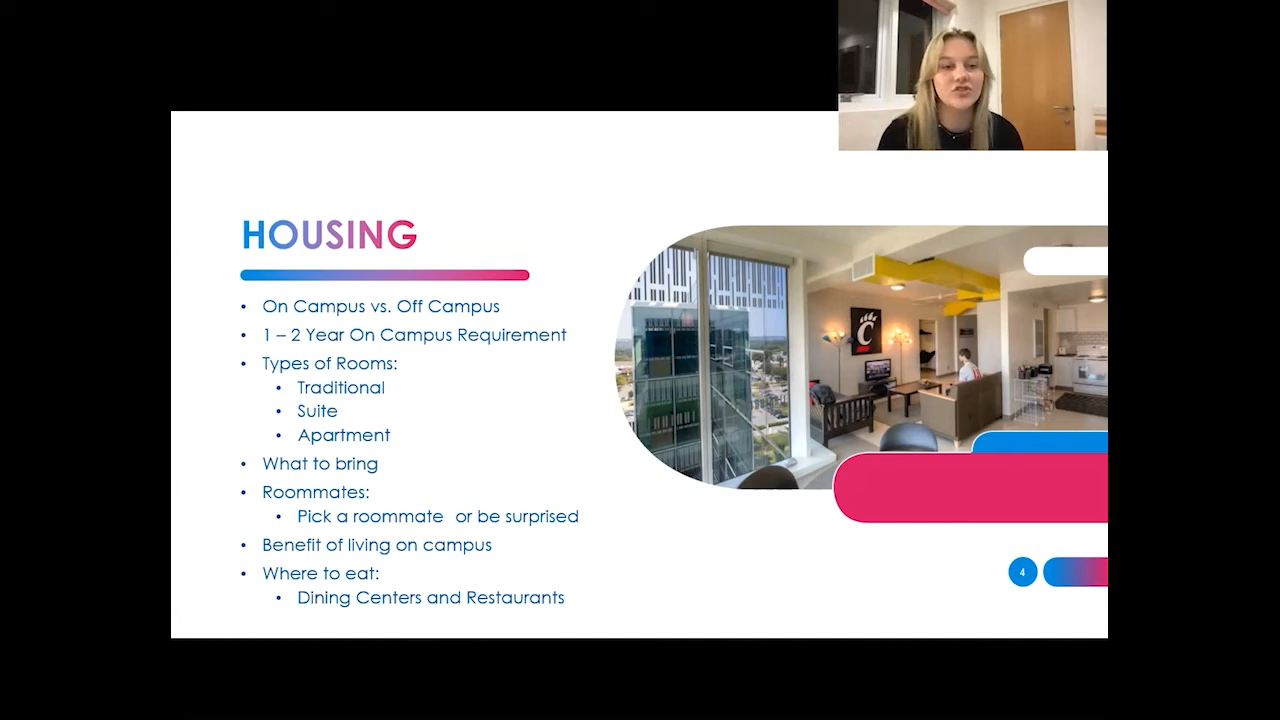 HOUSING
• On Campus vs. Off Campus
• 1 – 2 Year On Campus Requirement
• Types of Rooms:
• Traditional
• Suite
• Apartment
• What to bring
• Roommates:
• Pick a roommate or be surprised
• Benefit of living on campus
• Where to eat:
• Dining Centers and Restaurants
C
4